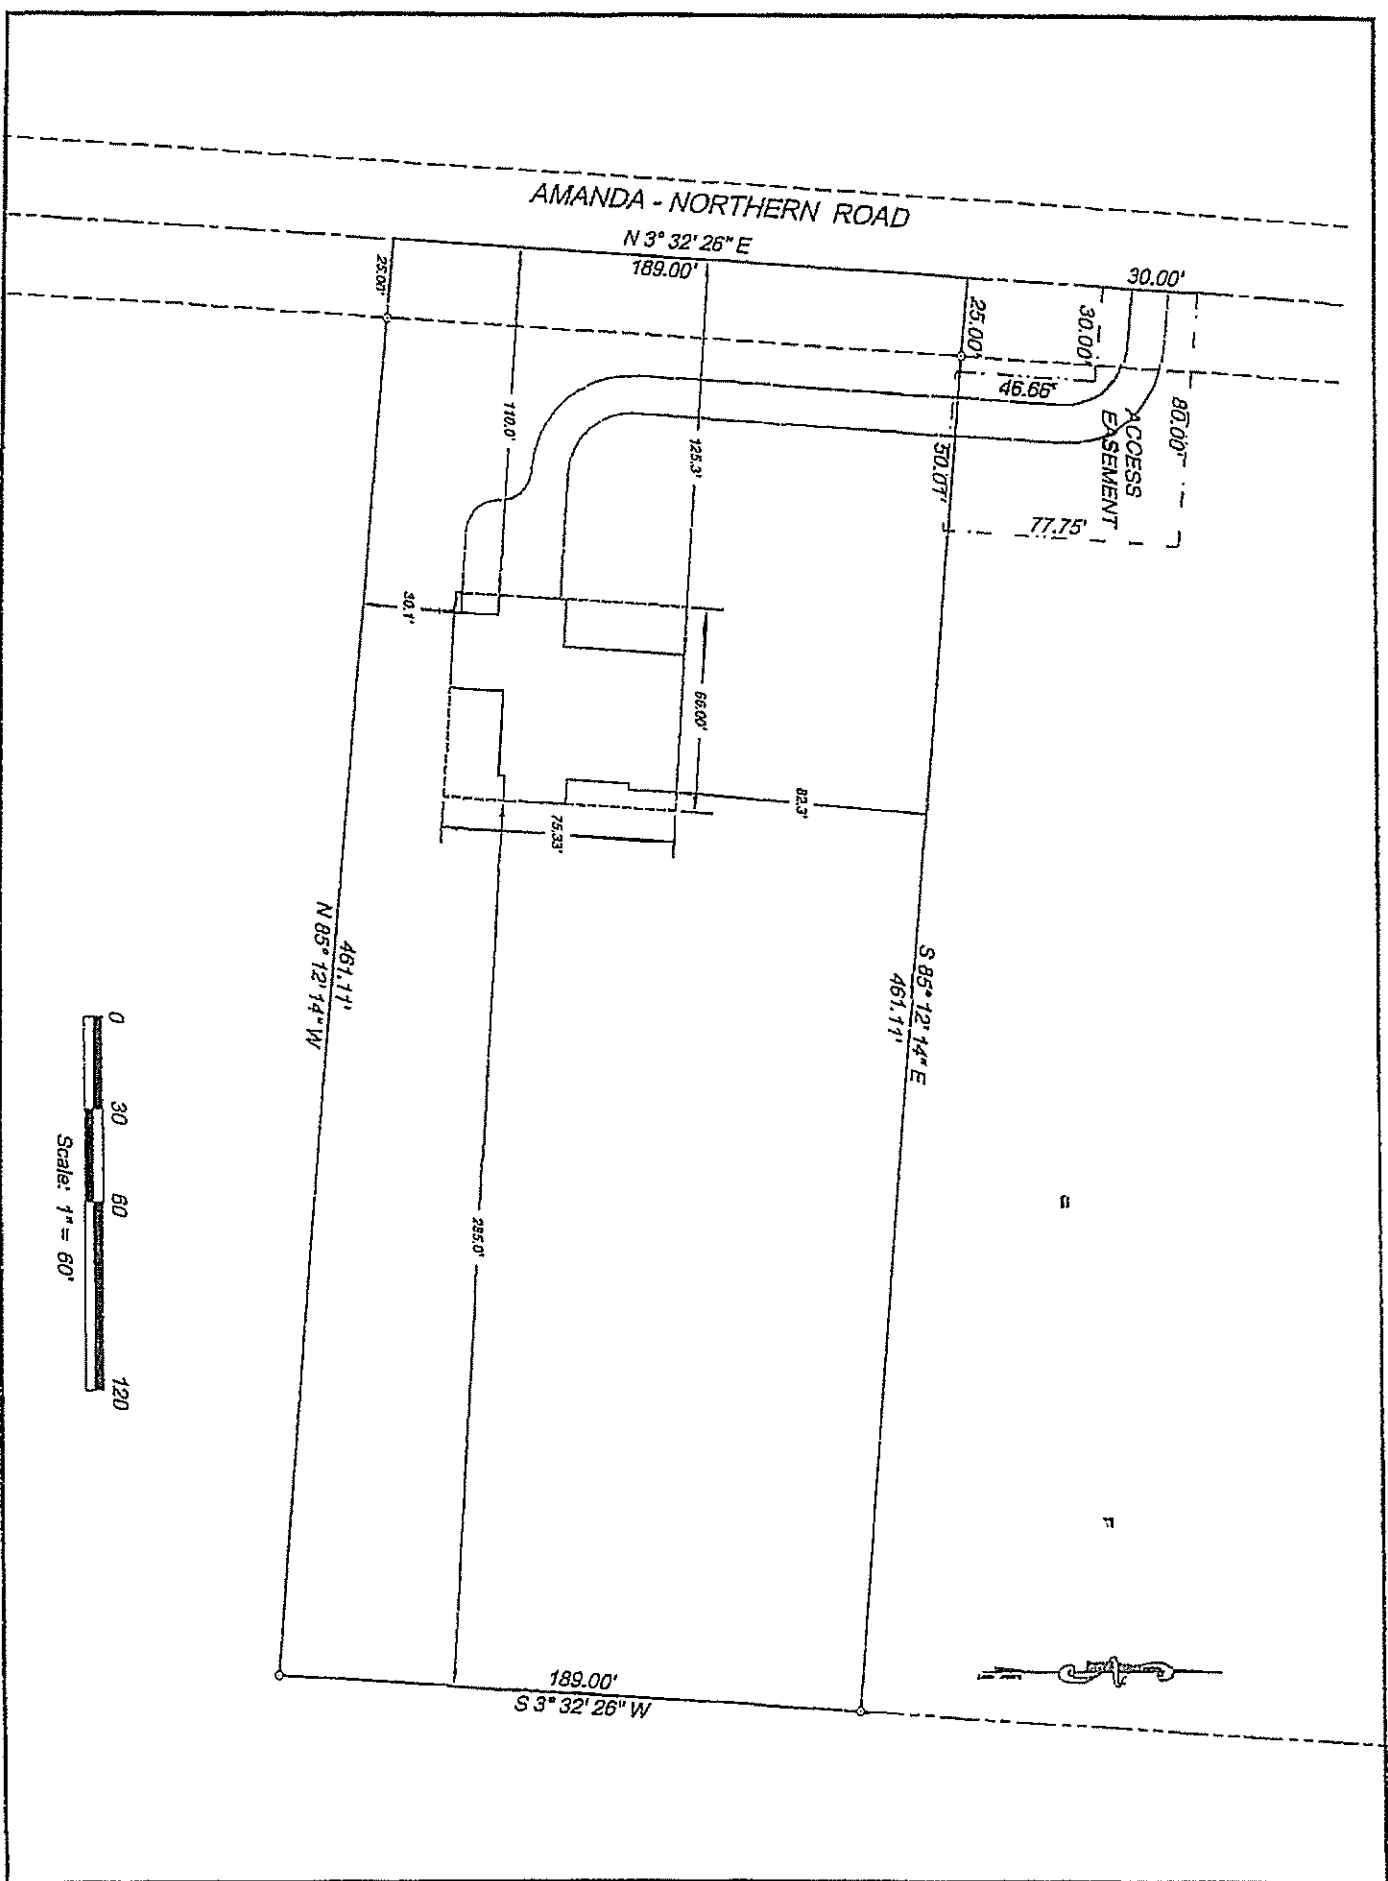 AMANDA - NORTHERN ROAD
N 3° 32' 26" E
189.00'
30.00'
25.00'
25.00'
30.00'
46.66'
80.00'
ACCESS
EASEMENT
110.0'
125.3'
50.01'
77.75'
30.1'
66.00'
82.3'
75.33'
461.11'
N 85° 12' 14" W
S 85° 12' 14" E
461.11'
0
30
60
120
Scale: 1" = 60'
285.0'
189.00'
S 3° 32' 26" W